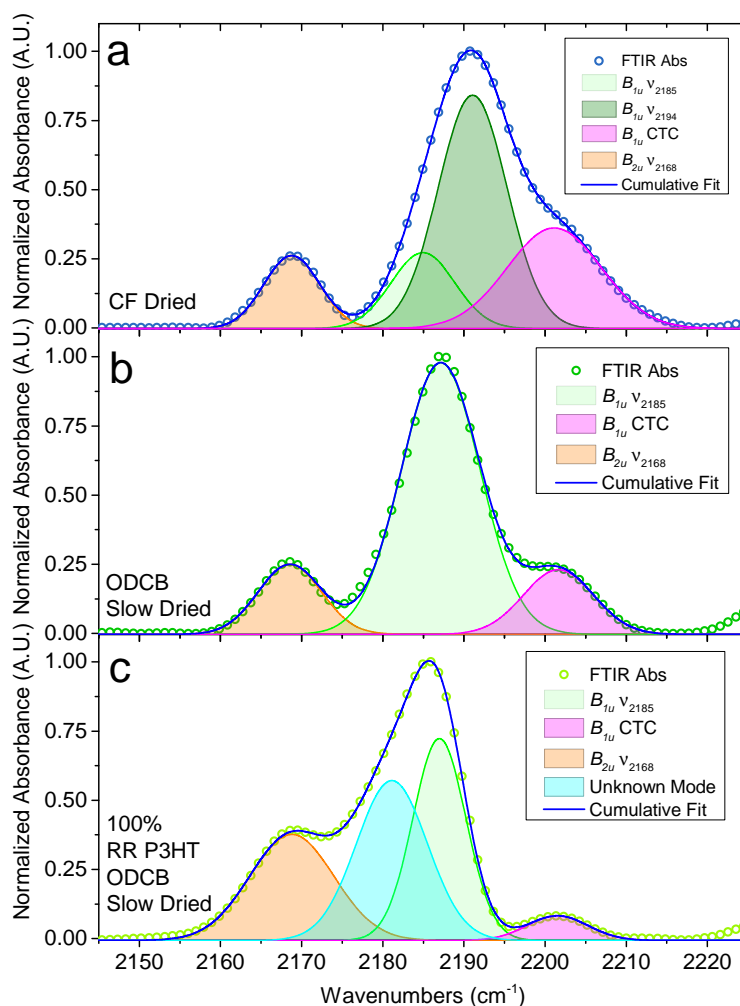 a
Normalized Absorbance (A.U.)
1.00
0.75
0.50
0.25
0.00
CF Dried
FTIR Abs
B1u ν2185
B1u ν2194
B1u CTC
B2u ν2168
Cumulative Fit
b
Normalized Absorbance (A.U.)
1.00
0.75
0.50
0.25
0.00
ODCB
Slow Dried
FTIR Abs
B1u ν2185
B1u CTC
B2u ν2168
Cumulative Fit
c
Normalized Absorbance (A.U.)
1.00
0.75
0.50
0.25
0.00
100%
RR P3HT
ODCB
Slow Dried
FTIR Abs
B1u ν2185
B1u CTC
B2u ν2168
Unknown Mode
Cumulative Fit
2150 2160 2170 2180 2190 2200 2210 2220
Wavenumbers (cm-1)